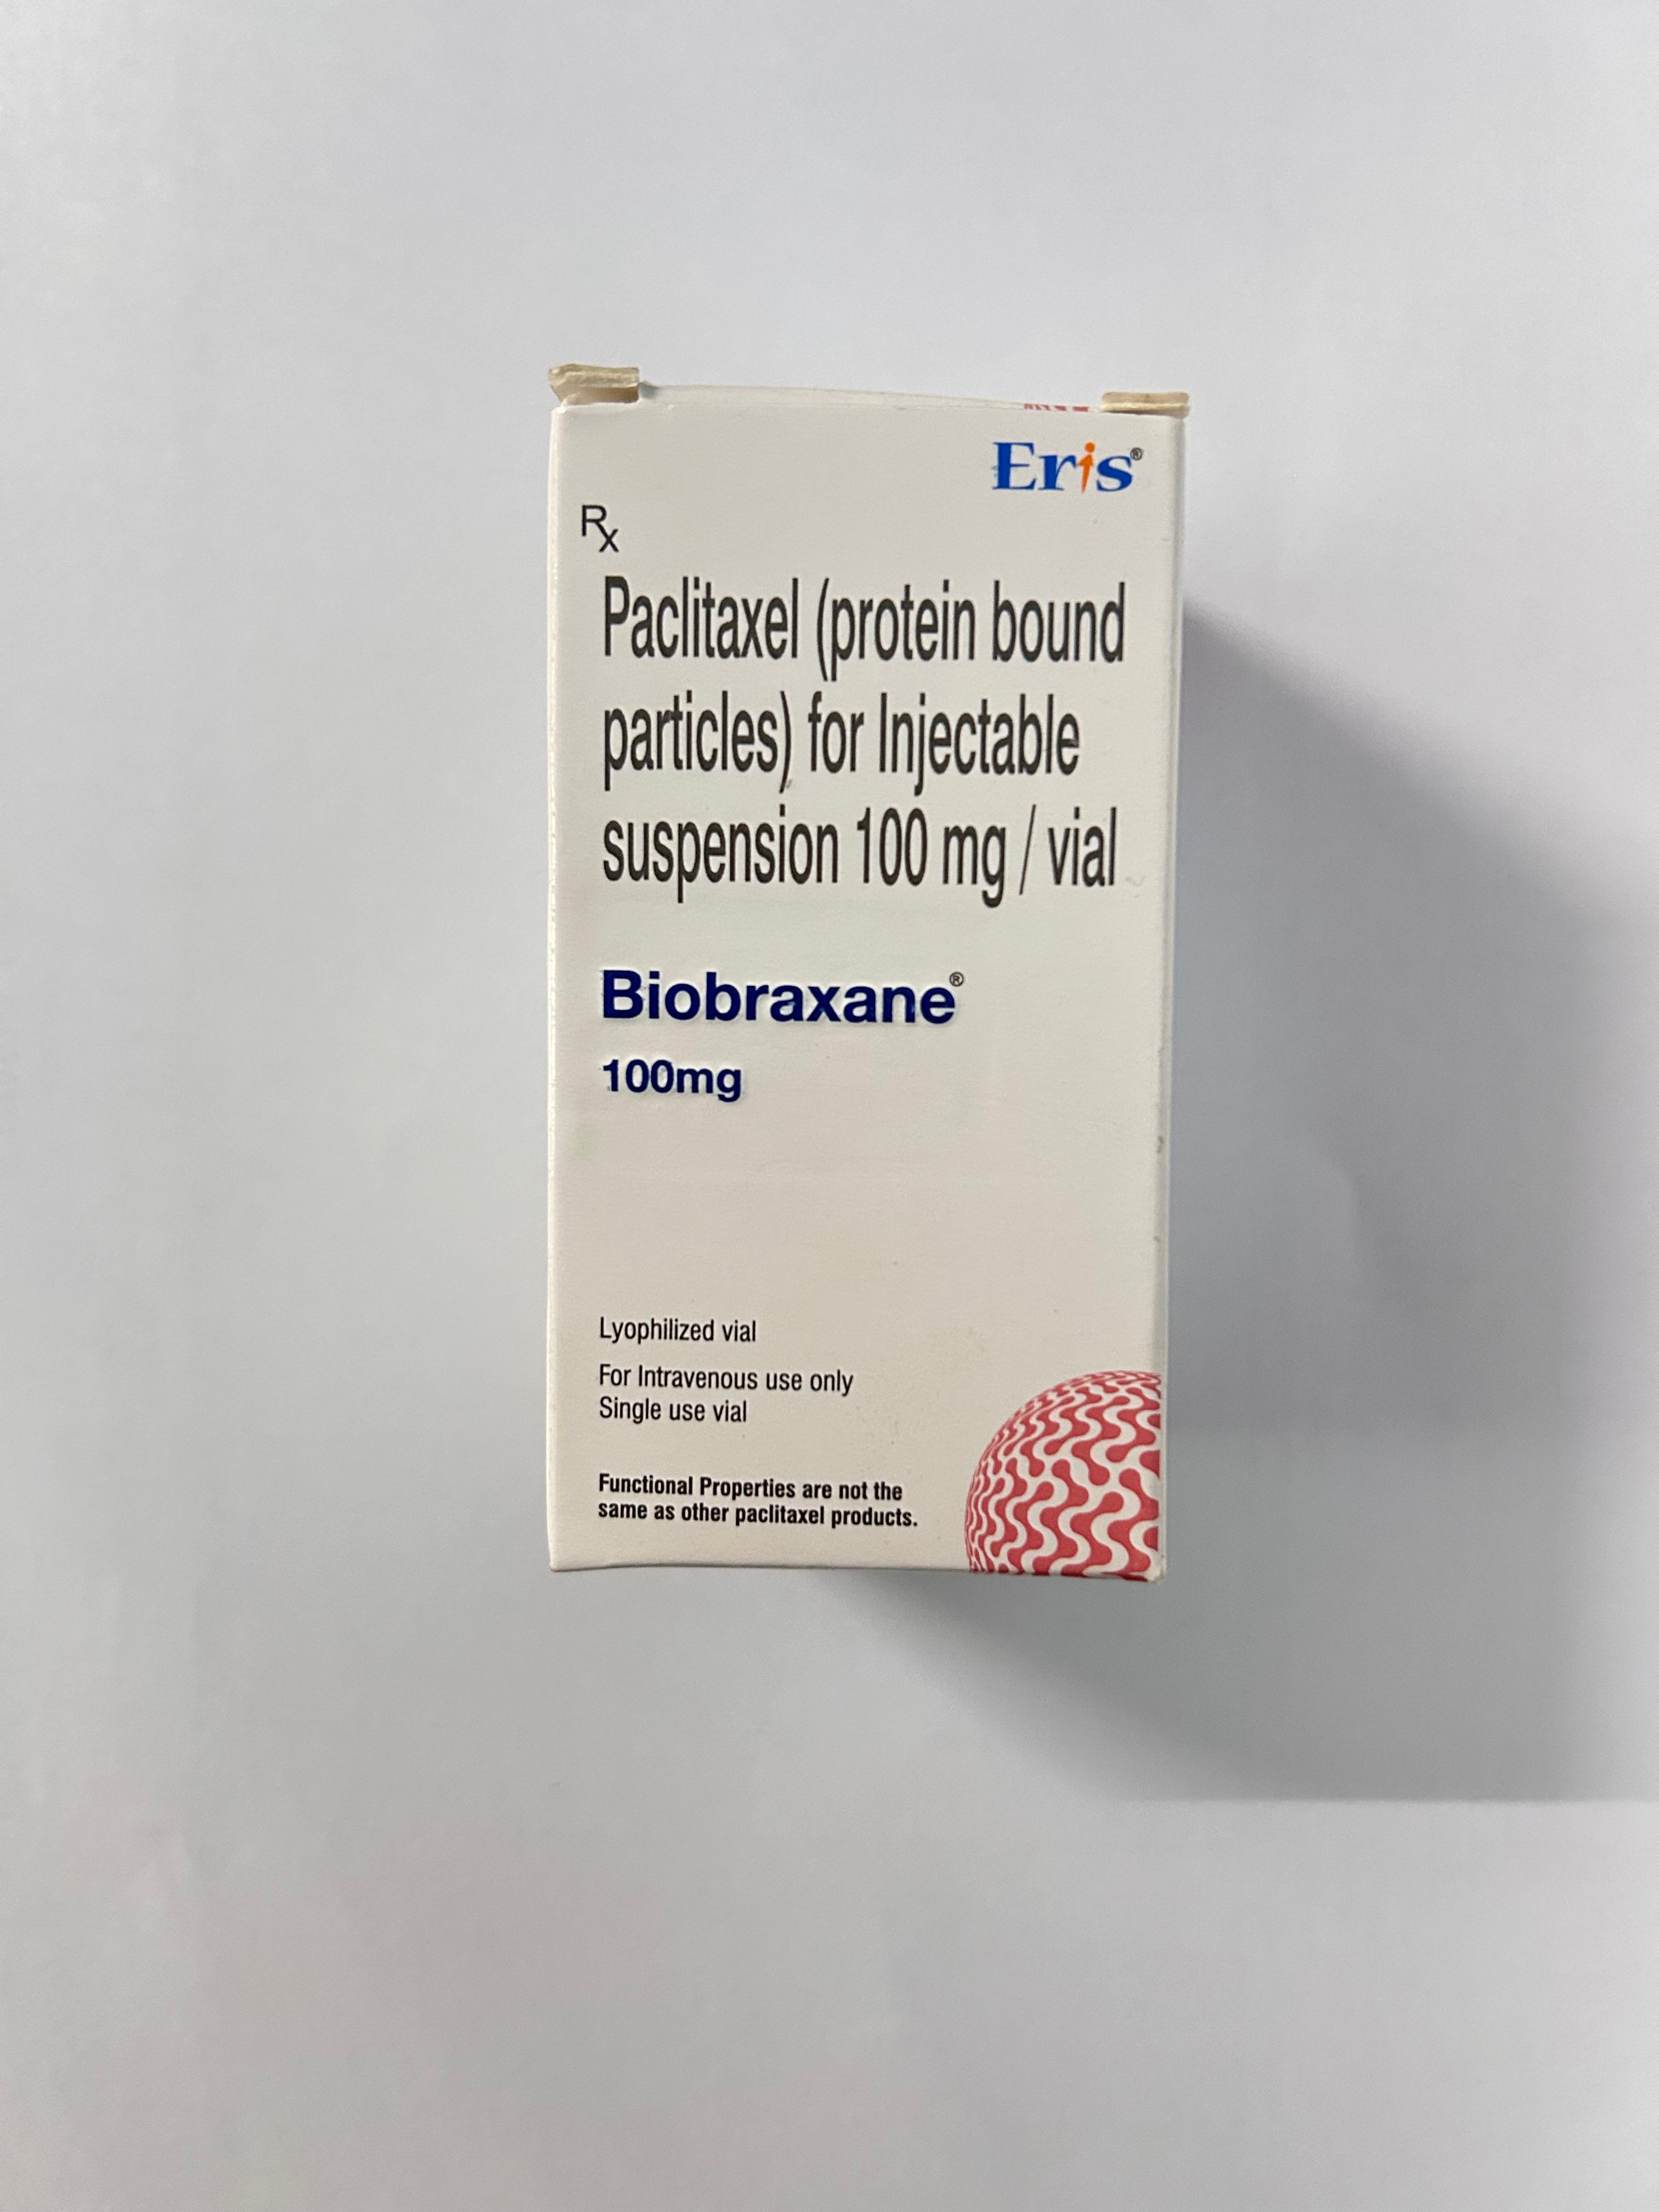 Eris®
Rx
Paclitaxel (protein bound
particles) for Injectable
suspension 100 mg / vial
Biobraxane®
100mg
Lyophilized vial
For Intravenous use only
Single use vial
Functional Properties are not the
same as other paclitaxel products.